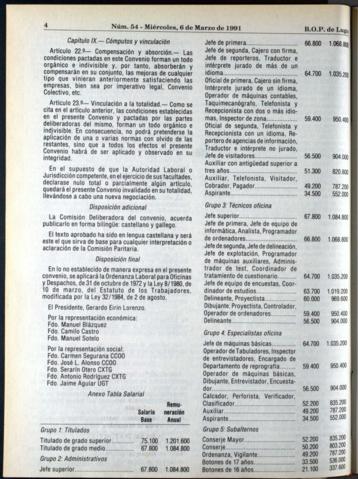 4
Núm. 54 - Miércoles, 6 de Marzo de 1991
B.O.P. de Lugo
Capítulo IX.— Cómputos y vinculación
Artículo 22.º— Compensación y absorción.— Las
condiciones pactadas en este Convenio forman un todo
orgánico e indivisible y, por tanto, absorberán y
compensarán en su conjunto, las mejoras de cualquier
tipo que vinieran anteriormente satisfaciendo las
empresas, bien sea por imperativo legal, Convenio
Colectivo, etc.
Artículo 23.º— Vinculación a la totalidad.— Como se
cita en el artículo anterior, las condiciones establecidas
en el presente Convenio y pactadas por las partes
deliberadoras del mismo, forman un todo orgánico e
indivisible. En consecuencia, no podrá pretenderse la
aplicación de una o varias normas con olvido de las
restantes, sino que a todos los efectos el presente
Convenio habrá de ser aplicado y observado en su
integridad.
En el supuesto de que la Autoridad Laboral o
Jurisdicción competente, en el ejercicio de sus facultades,
declarase nulo total o parcialmente algún artículo,
quedará el presente Convenio invalidado en su totalidad,
llevándose a cabo una nueva negociación.
Disposición adicional
La Comisión Deliberadora del convenio, acuerda
publicarlo en forma bilingüe: castellano y gallego.
El texto aprobado ha sido en lengua castellana y será
este el que sirva de base para cualquier interpretación o
aclaración de la Comisión Paritaria.
Disposición final
En lo no establecido de manera expresa en el presente
convenio, se aplicará la Ordenanza Laboral para Oficinas
y Despachos, de 31 de octubre de 1972 y la Ley 8/1980, de
10 de marzo, del Estatuto de los Trabajadores,
modificada por la Ley 32/1984, de 2 de agosto.
El Presidente, Gerardo Eirin Lorenzo.
Por la representación económica:
Fdo. Manuel Blázquez
Fdo. Camilo Castro
Fdo. Manuel Sotelo
Por la representación social:
Fdo. Carmen Segurana CCOO
Fdo. José L. Alonso CCOO
Fdo. Serarín Otero CXTG
Fdo. Antonio Rodríguez CXTG
Fdo. Jaime Aguiar UGT
Anexo Tabla Salarial
Salario Base
Remuneración Anual
Grupo 1: Titulados
Titulado de grado superior 75.100 1.201.600
Titulado de grado medio 67.800 1.084.800
Grupo 2: Administrativos
Jefe superior 67.800 1.084.800
Jefe de primera 66.800 1.068.800
Jefe de segunda, Cajero con firma,
Jefe de reporteros, Traductor e
intérprete jurado de más de un
idioma 64.700 1.035.200
Oficial de primera, Cajero sin firma,
Intérprete jurado de un idioma,
Operador de máquinas contables,
Taquimecanógrafo, Telefonista y
Recepcionista con dos o más idio-
mas, Inspector de zona 59.400 950.400
Oficial de segunda, Telefonista y
Recepcionista con un idioma, Re-
portero de agencias de información,
Traductor e intérprete no jurado,
Jefe de visitadores 56.500 904.000
Auxiliar con antigüedad superior a
tres años 51.300 820.800
Auxiliar, Telefonista, Visitador,
Cobrador, Pagador 49.200 787.200
Aspirante 34.500 552.000
Grupo 3: Técnicos oficina
Jefe superior 67.800 1.084.800
Jefe de primera, Jefe de equipo de
Informática, Analista, Programador
de ordenadores 66.800 1.068.800
Jefe de segunda, Jefe de delineación,
Jefe de explotación, Programador
de máquinas auxiliares, Adminis-
trador de test, Coordinador de
tratamiento de cuestionario 64.700 1.035.200
Jefe de equipo de encuestas, Coor-
dinador de estudios 63.700 1.019.200
Delineante, Proyectista 60.000 960.000
Dibujante, Proyectista, Controlador,
Operador de ordenadores 59.400 950.400
Delineante 56.500 904.000
Grupo 4: Especialistas oficina
Jefe de máquinas básicas 64.700 1.035.200
Operador de Tabuladores, Inspector
de entrevistadores, Encargado de
Departamento de reprografía 59.400 950.400
Operador de máquinas básicas,
Dibujante, Entrevistador, Encuesta-
dor 56.500 904.000
Calcador, Perforista, Verificador,
Clasificador 52.200 835.200
Auxiliar 49.200 787.200
Aspirante 34.500 552.000
Grupo 5: Subalternos
Conserje Mayor 52.200 835.200
Conserje 50.200 803.200
Ordenanza, Vigilante 49.200 787.200
Botones de 17 años 33.500 536.000
Botones de 16 años 21.100 337.600